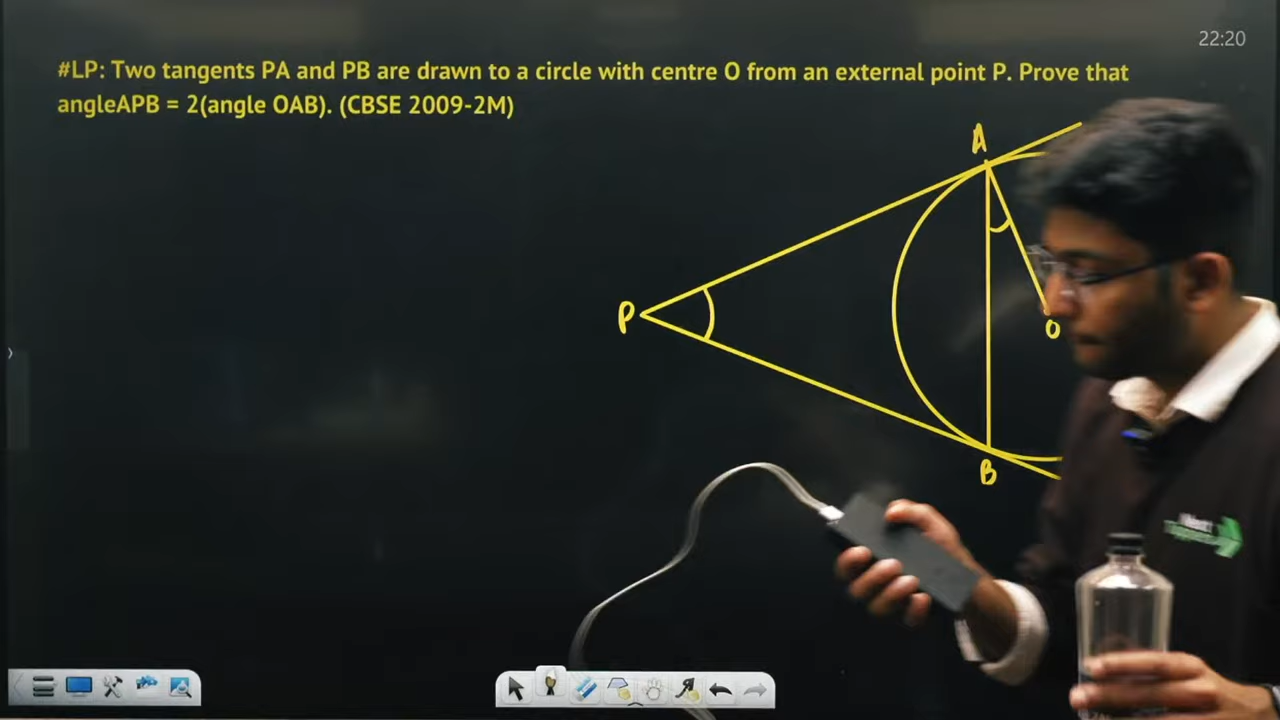 22:20
#LP: Two tangents PA and PB are drawn to a circle with centre O from an external point P. Prove that
angleAPB = 2(angle OAB). (CBSE 2009-2M)
A
P
O
B